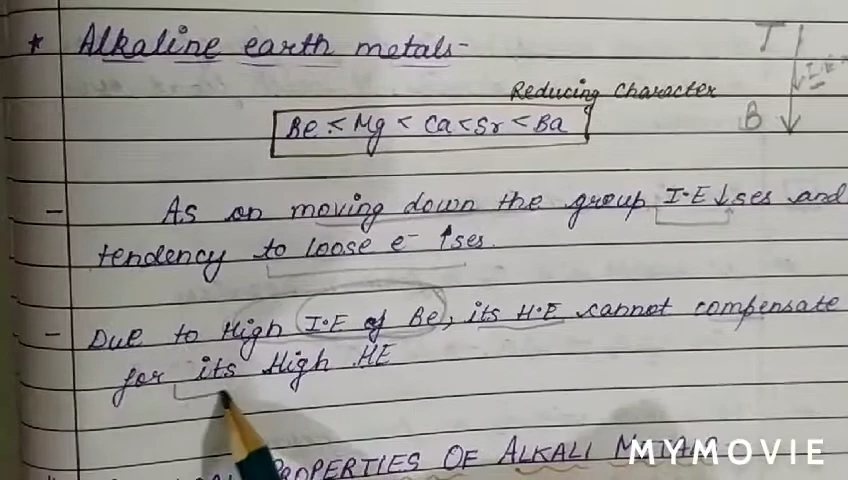 * Alkaline earth metals-
Reducing Character
Be < Mg < Ca < Sr < Ba
T
I.E
B
- As on moving down the group I.E ↓ses and
tendency to loose e⁻ ↑ses.
- Due to High I.E of Be, its H.E cannot compensate
for its High HE
PROPERTIES OF ALKALI
MYMOVIE